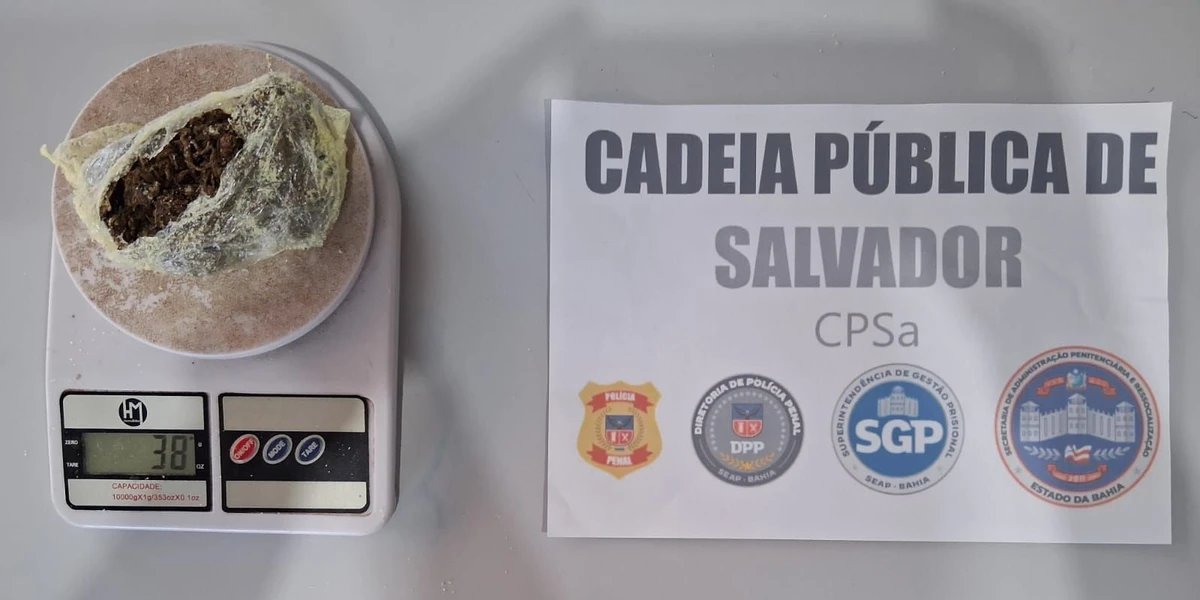 CADEIA PÚBLICA DE
SALVADOR
CPSa
POLÍCIA
PENAL
DIRETORIA DE POLÍCIA PENAL
DPP
SEAP - BAHIA
SUPERINTENDÊNCIA DE GESTÃO PRISIONAL
SGP
SEAP - BAHIA
SECRETARIA DE ADMINISTRAÇÃO PENITENCIÁRIA E RESSOCIALIZAÇÃO
ESTADO DA BAHIA
HM
ZERO
TARE
38
g
OZ
ON/OFF
MODE
TARE
CAPACIDADE:
10000gX1g/353ozX0.1oz